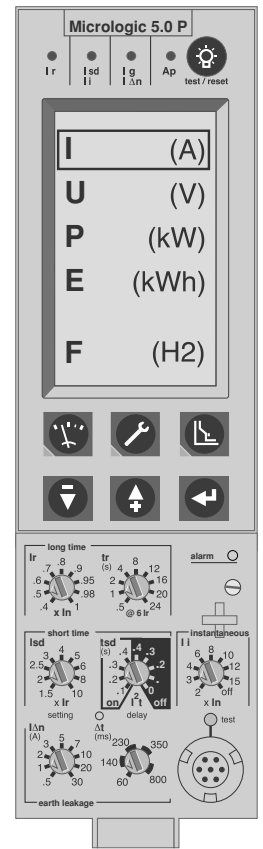 Micrologic 5.0 P
Ir
Isd
Ii
Ig
I∆n
Ap
test / reset
I (A)
U (V)
P (kW)
E (kWh)
F (H2)
long time
alarm
Ir
.4 .5 .6 .7 .8 .9 .95 .98 1
x In
tr
(s)
.5 1 2 4 8 12 16 20 24
@ 6 Ir
short time
instantaneous
Isd
1.5 2 2.5 3 4 5 6 8 10
x Ir
setting
tsd
(s)
.1 .2 .3 .4 .4 .3 .2 .1 0
on I²t off
delay
Ii
2 3 4 6 8 10 12 15 off
x In
test
I∆n
(A)
.5 1 2 3 5 7 10 20 30
∆t
(ms)
60 140 230 350 800
earth leakage